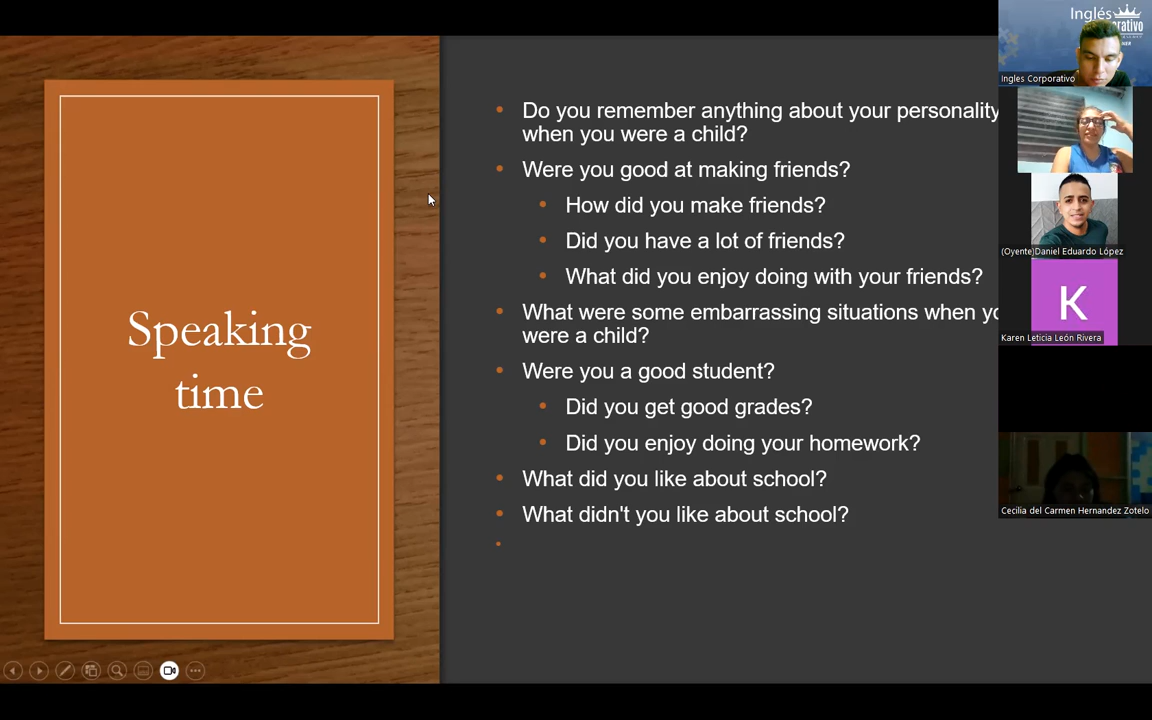 Speaking
time
Do you remember anything about your personality
when you were a child?
Were you good at making friends?
How did you make friends?
Did you have a lot of friends?
What did you enjoy doing with your friends?
What were some embarrassing situations when yo
were a child?
Were you a good student?
Did you get good grades?
Did you enjoy doing your homework?
What did you like about school?
What didn't you like about school?
Inglés
Ingles Corporativo
(Oyente)Daniel Eduardo López
K
Karen Leticia León Rivera
Cecilia del Carmen Hernandez Zotelo